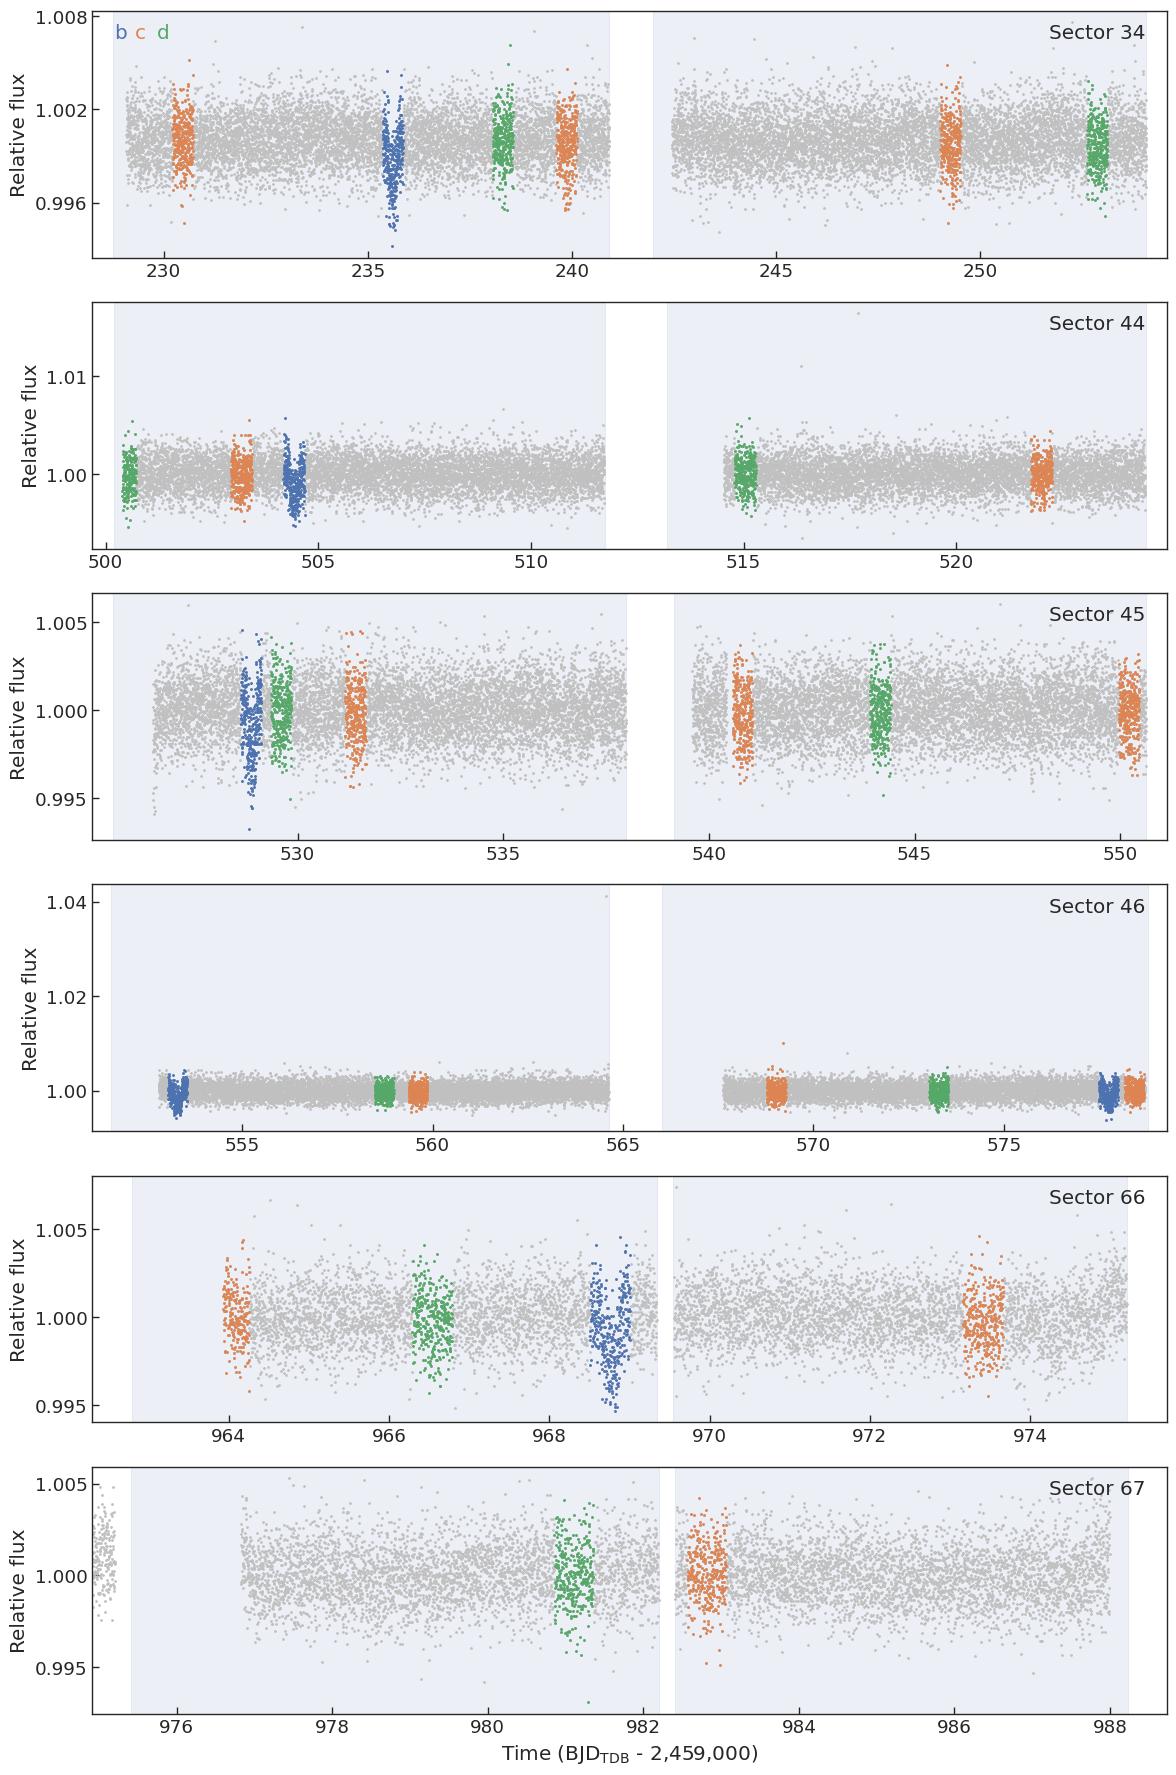 1.008
b c d
Sector 34
1.002
0.996
Relative flux
230 235 240 245 250
Sector 44
1.01
1.00
Relative flux
500 505 510 515 520
Sector 45
1.005
1.000
0.995
Relative flux
530 535 540 545 550
Sector 46
1.04
1.02
1.00
Relative flux
555 560 565 570 575
Sector 66
1.005
1.000
0.995
Relative flux
964 966 968 970 972 974
Sector 67
1.005
1.000
0.995
Relative flux
976 978 980 982 984 986 988
Time (BJD_TDB - 2,459,000)